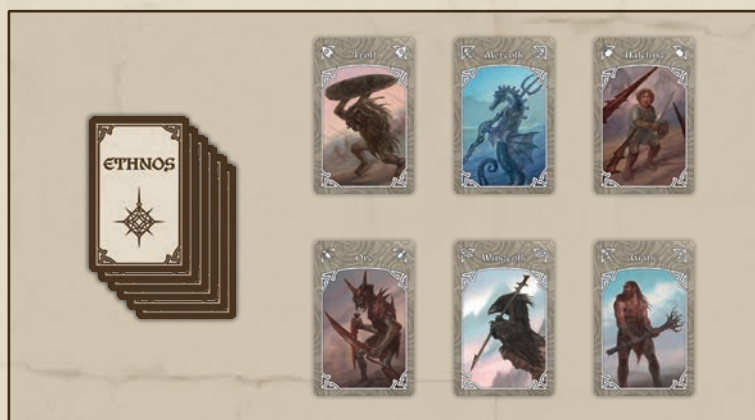 Troll
Merfolk
Halfling
ETHNOS
Orc
Wingfolk
Giant